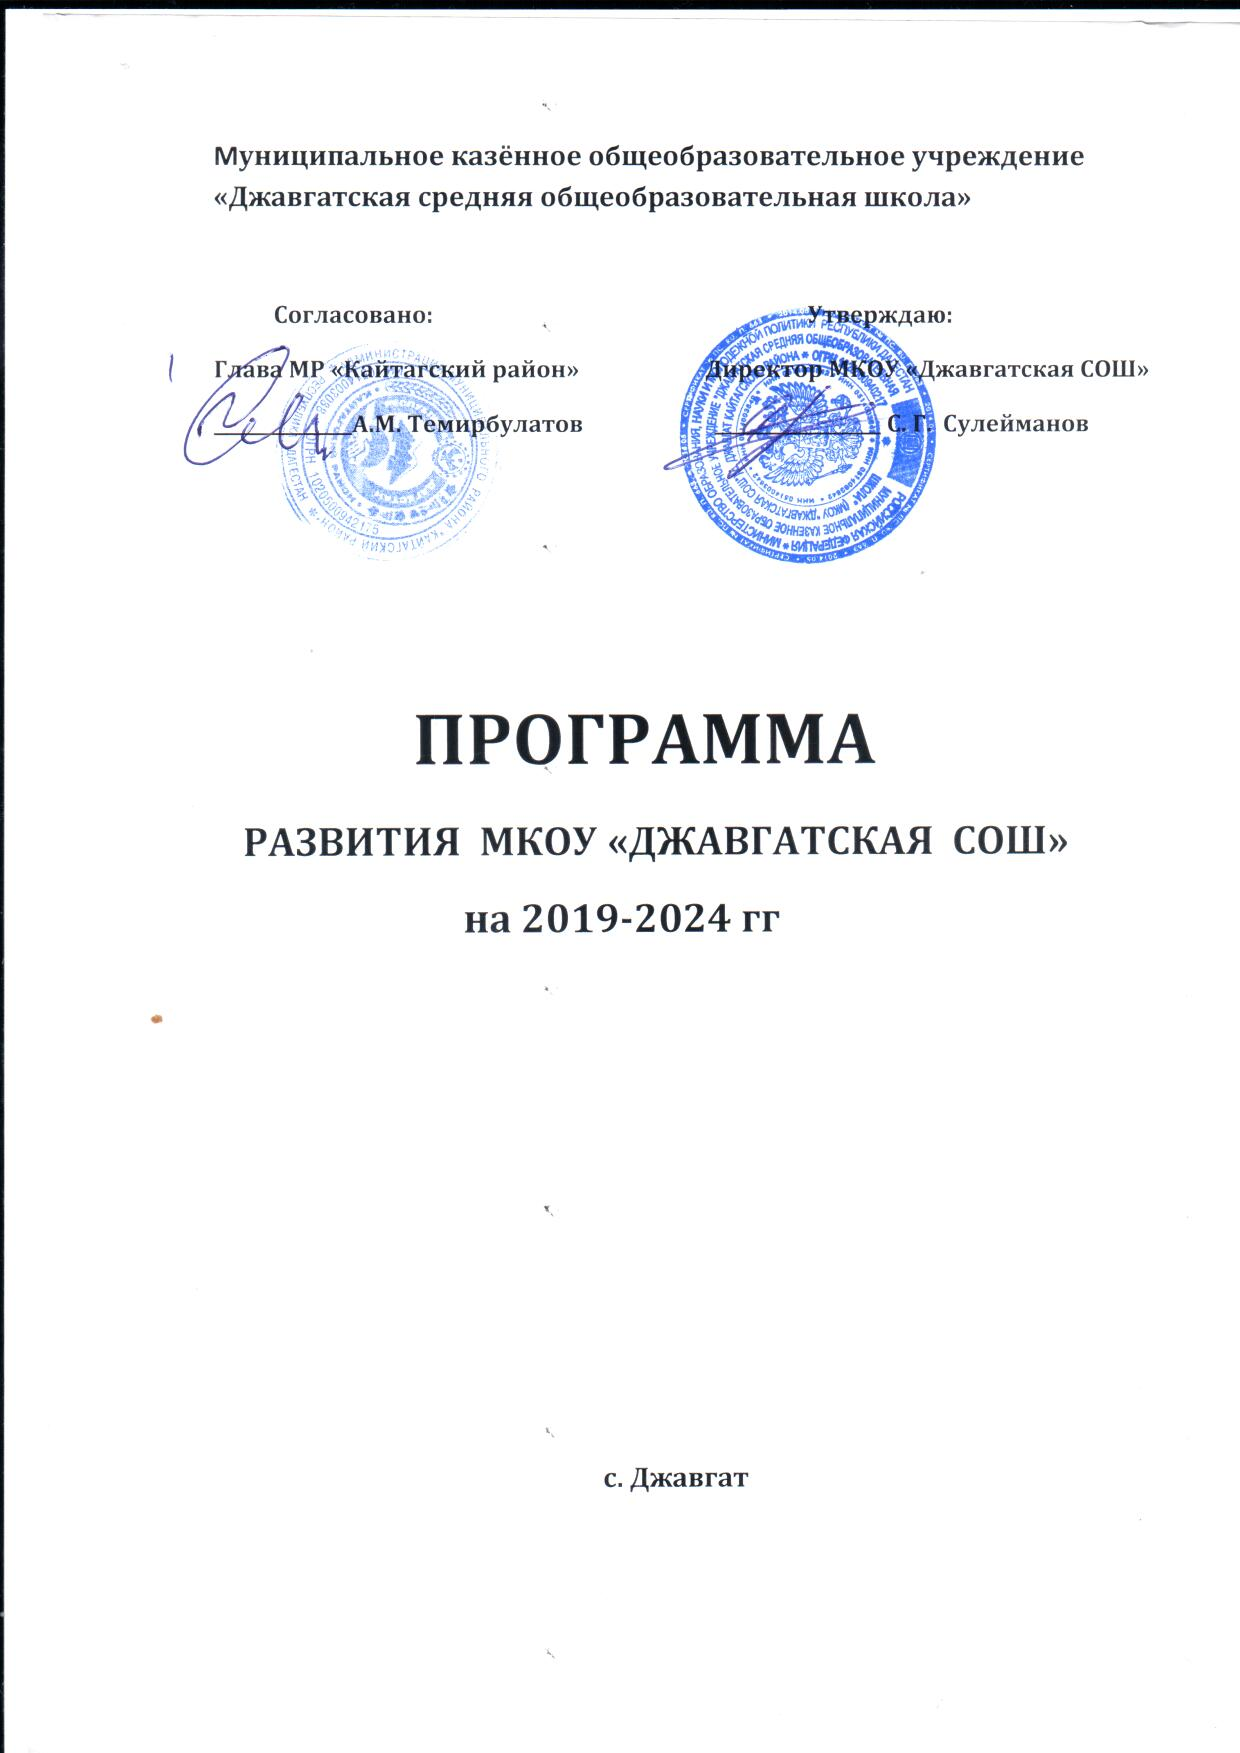 Муниципальное казённое общеобразовательное учреждение
«Джавгатская средняя общеобразовательная школа»
Согласовано:
Утверждаю:
Глава МР «Кайтагский район»
Директор МКОУ «Джавгатская СОШ»
А.М. Темирбулатов
С. Г. Сулейманов
ПРОГРАММА
РАЗВИТИЯ МКОУ «ДЖАВГАТСКАЯ СОШ»
на 2019-2024 гг
с. Джавгат